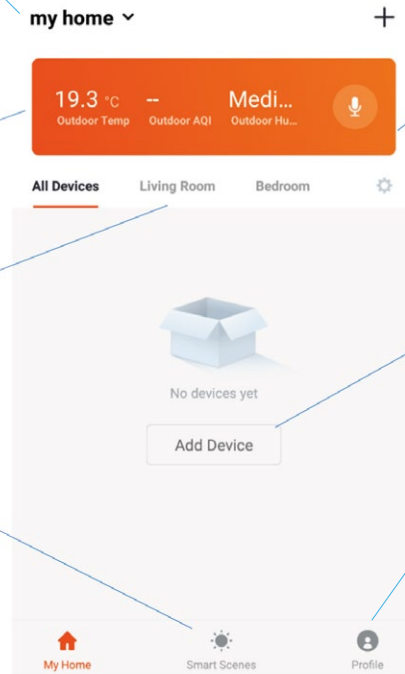 my home
19.3 °C -- Medi...
Outdoor Temp Outdoor AQI Outdoor Hu...
All Devices Living Room Bedroom
No devices yet
Add Device
My Home Smart Scenes Profile